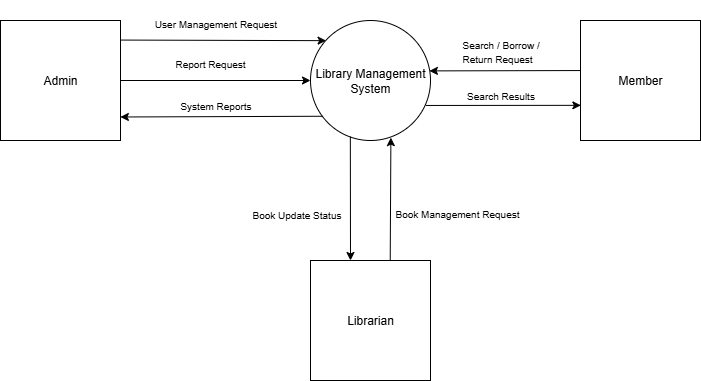 User Management Request
Search / Borrow /
Return Request
Report Request
Admin
Library Management
System
Member
System Reports
Search Results
Book Update Status
Book Management Request
Librarian